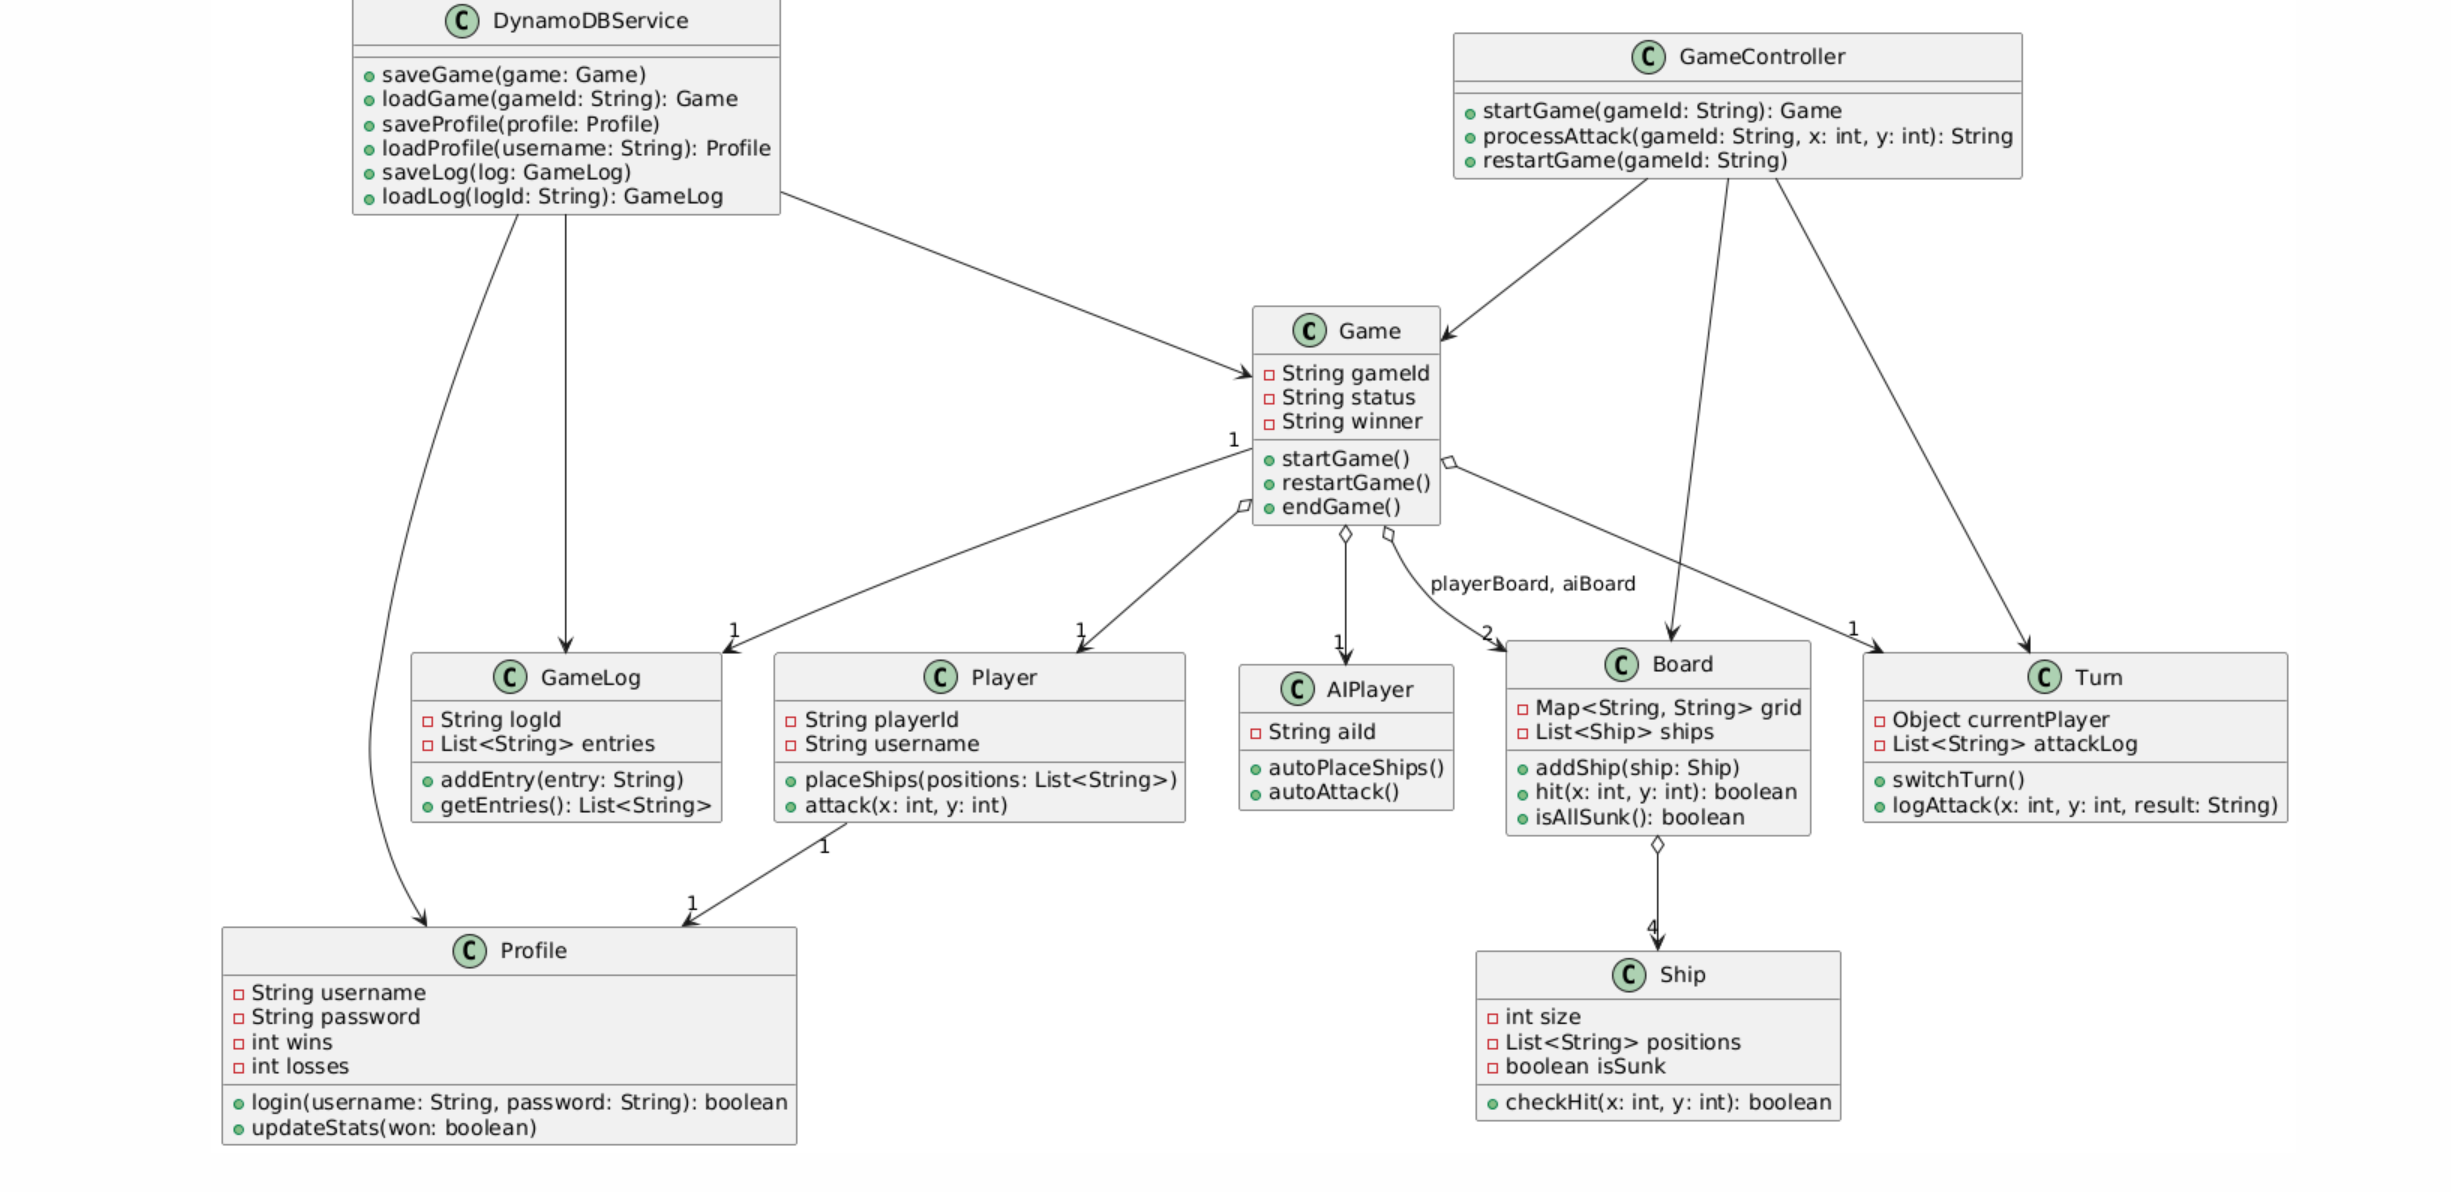 C DynamoDBService
saveGame(game: Game)
loadGame(gameId: String): Game
saveProfile(profile: Profile)
loadProfile(username: String): Profile
saveLog(log: GameLog)
loadLog(logId: String): GameLog
C GameController
startGame(gameId: String): Game
processAttack(gameId: String, x: int, y: int): String
restartGame(gameId: String)
C Game
String gameId
String status
String winner
startGame()
restartGame()
endGame()
1
playerBoard, aiBoard
1
1
1
2
1
C GameLog
String logId
List<String> entries
addEntry(entry: String)
getEntries(): List<String>
C Player
String playerId
String username
placeShips(positions: List<String>)
attack(x: int, y: int)
C AIPlayer
String aiId
autoPlaceShips()
autoAttack()
C Board
Map<String, String> grid
List<Ship> ships
addShip(ship: Ship)
hit(x: int, y: int): boolean
isAllSunk(): boolean
C Turn
Object currentPlayer
List<String> attackLog
switchTurn()
logAttack(x: int, y: int, result: String)
1
1
4
C Profile
String username
String password
int wins
int losses
login(username: String, password: String): boolean
updateStats(won: boolean)
C Ship
int size
List<String> positions
boolean isSunk
checkHit(x: int, y: int): boolean